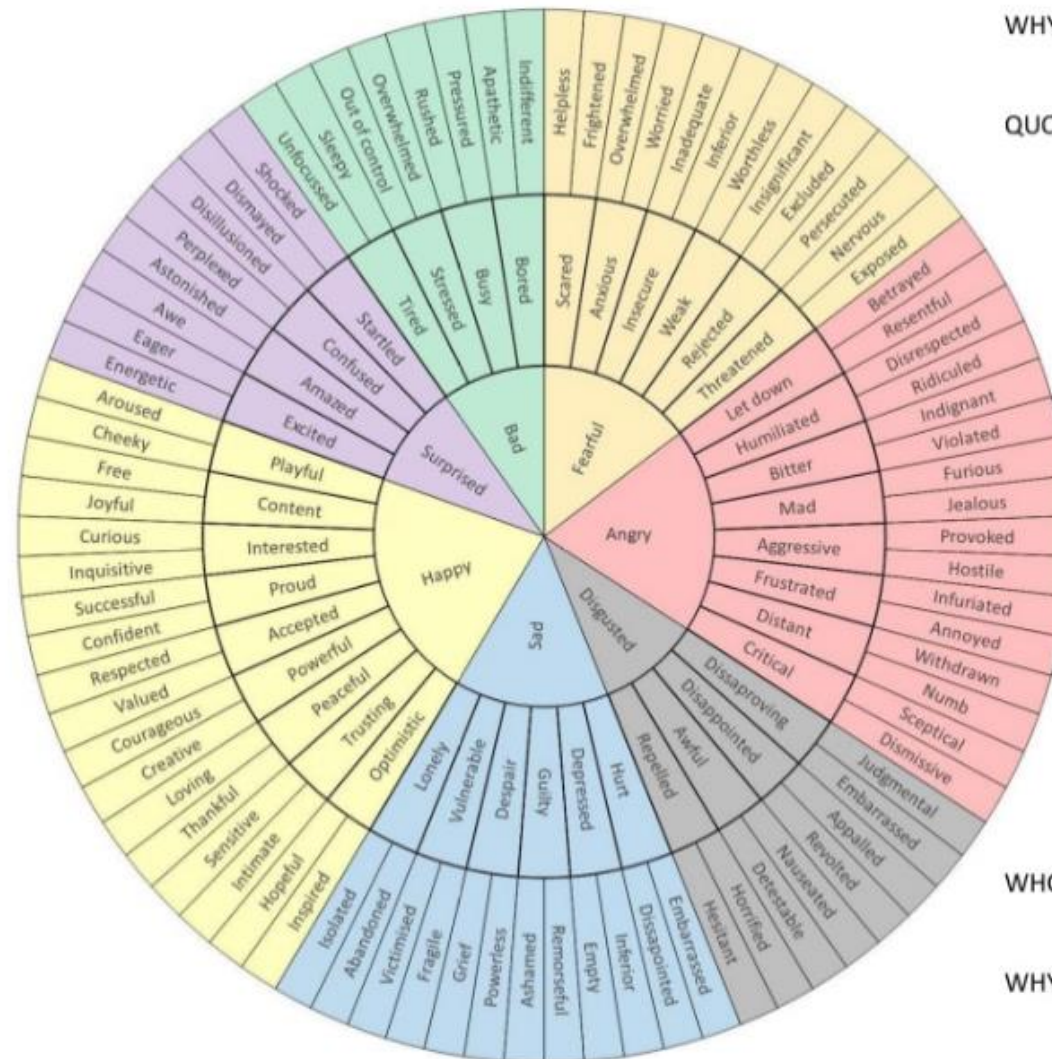 WHY
QUO
WHO
WHY
Fearful
Scared
Helpless
Frightened
Anxious
Overwhelmed
Worried
Insecure
Inadequate
Inferior
Weak
Worthless
Insignificant
Rejected
Excluded
Persecuted
Threatened
Nervous
Exposed
Angry
Let down
Betrayed
Resentful
Humiliated
Disrespected
Ridiculed
Bitter
Indignant
Violated
Mad
Furious
Jealous
Aggressive
Provoked
Hostile
Frustrated
Infuriated
Annoyed
Distant
Withdrawn
Numb
Critical
Sceptical
Dismissive
Disgusted
Dissaproving
Judgmental
Embarrassed
Disappointed
Appalled
Revolted
Awful
Nauseated
Detestable
Repelled
Horrified
Hesitant
Sad
Hurt
Embarrassed
Dissapointed
Depressed
Inferior
Empty
Guilty
Remorseful
Ashamed
Despair
Powerless
Grief
Vulnerable
Fragile
Victimised
Lonely
Abandoned
Isolated
Happy
Optimistic
Inspired
Hopeful
Trusting
Intimate
Sensitive
Peaceful
Thankful
Loving
Powerful
Creative
Courageous
Accepted
Valued
Respected
Proud
Confident
Successful
Interested
Inquisitive
Curious
Content
Joyful
Free
Playful
Cheeky
Aroused
Surprised
Excited
Energetic
Eager
Amazed
Awe
Astonished
Confused
Perplexed
Disillusioned
Startled
Dismayed
Shocked
Bad
Tired
Unfocussed
Sleepy
Stressed
Out of control
Overwhelmed
Busy
Rushed
Pressured
Bored
Apathetic
Indifferent